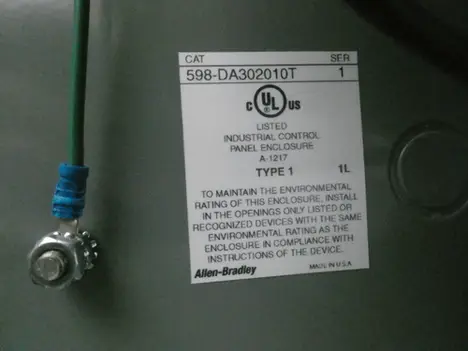 CAT SER
598-DA302010T 1
C UL US
®
LISTED
INDUSTRIAL CONTROL
PANEL ENCLOSURE
A-1217
TYPE 1 1L
TO MAINTAIN THE ENVIRONMENTAL
RATING OF THIS ENCLOSURE, INSTALL
IN THE OPENINGS ONLY LISTED OR
RECOGNIZED DEVICES WITH THE SAME
ENVIRONMENTAL RATING AS THE
ENCLOSURE IN COMPLIANCE WITH
INSTRUCTIONS OF THE DEVICE.
Allen-Bradley MADE IN U.S.A.